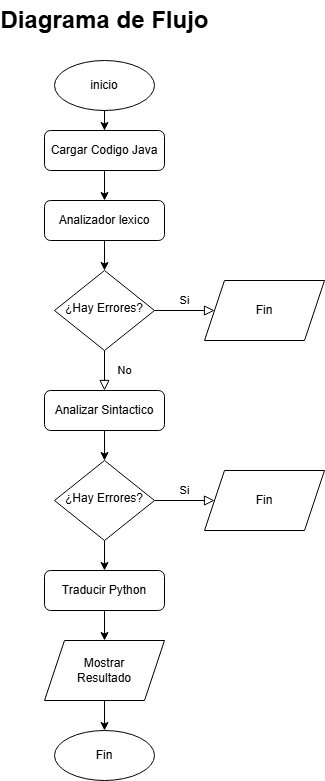 Diagrama de Flujo
inicio
Cargar Codigo Java
Analizador lexico
¿Hay Errores?
Si
Fin
No
Analizar Sintactico
¿Hay Errores?
Si
Fin
Traducir Python
Mostrar
Resultado
Fin